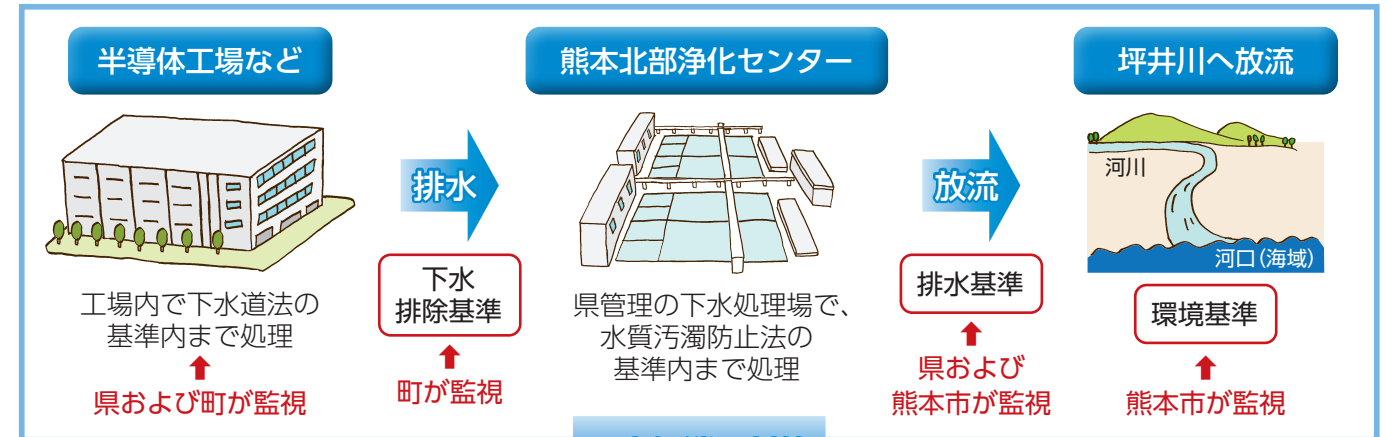 半導体工場など
熊本北部浄化センター
坪井川へ放流
排水
放流
河川
河口（海域）
工場内で下水道法の
基準内まで処理
県および町が監視
下水
排除基準
町が監視
県管理の下水処理場で、
水質汚濁防止法の
基準内まで処理
排水基準
県および
熊本市が監視
環境基準
熊本市が監視